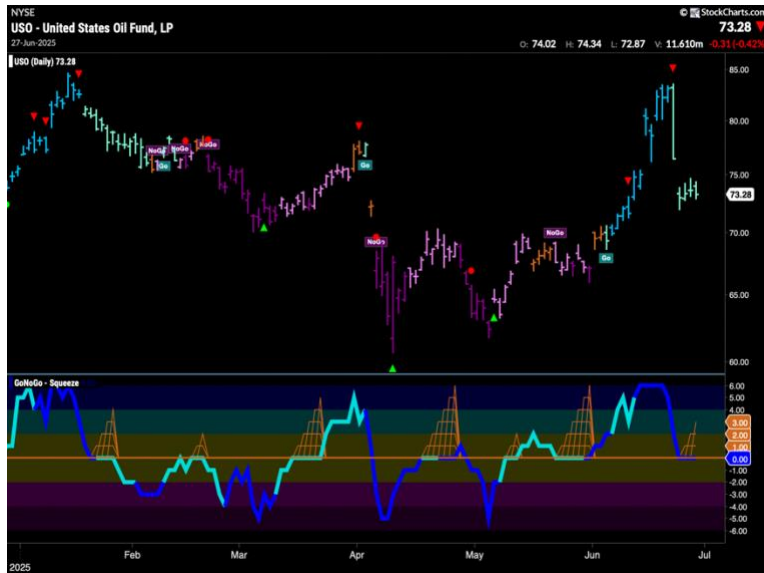 NYSE
© StockCharts.com
USO - United States Oil Fund, LP
73.28
27-Jun-2025
O: 74.02 H: 74.34 L: 72.87 V: 11.610m -0.31 (-0.42%)
USO (Daily) 73.28
85.00
80.00
75.00
73.28
70.00
65.00
60.00
NoGo
Go
NoGo
NoGo
Go
NoGo
NoGo
Go
GoNoGo - Squeeze
6.00
5.00
4.00
3.00
2.00
1.00
0.00
-1.00
-2.00
-3.00
-4.00
-5.00
-6.00
Feb Mar Apr May Jun Jul
2025